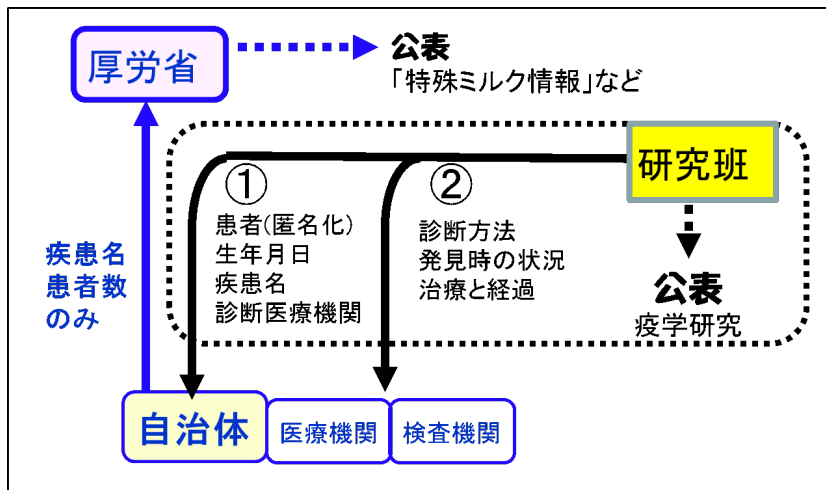 厚労省
公表
「特殊ミルク情報」など
研究班
①
患者(匿名化)
生年月日
疾患名
診断医療機関
②
診断方法
発見時の状況
治療と経過
疾患名
患者数
のみ
公表
疫学研究
自治体
医療機関
検査機関